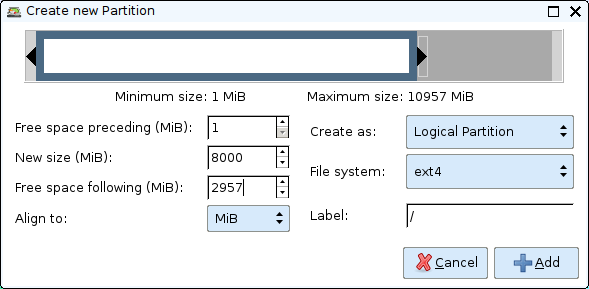 Create new Partition
Minimum size: 1 MiB Maximum size: 10957 MiB
Free space preceding (MiB): 1
Create as: Logical Partition
New size (MiB): 8000
File system: ext4
Free space following (MiB): 2957
Align to: MiB
Label: /
Cancel Add